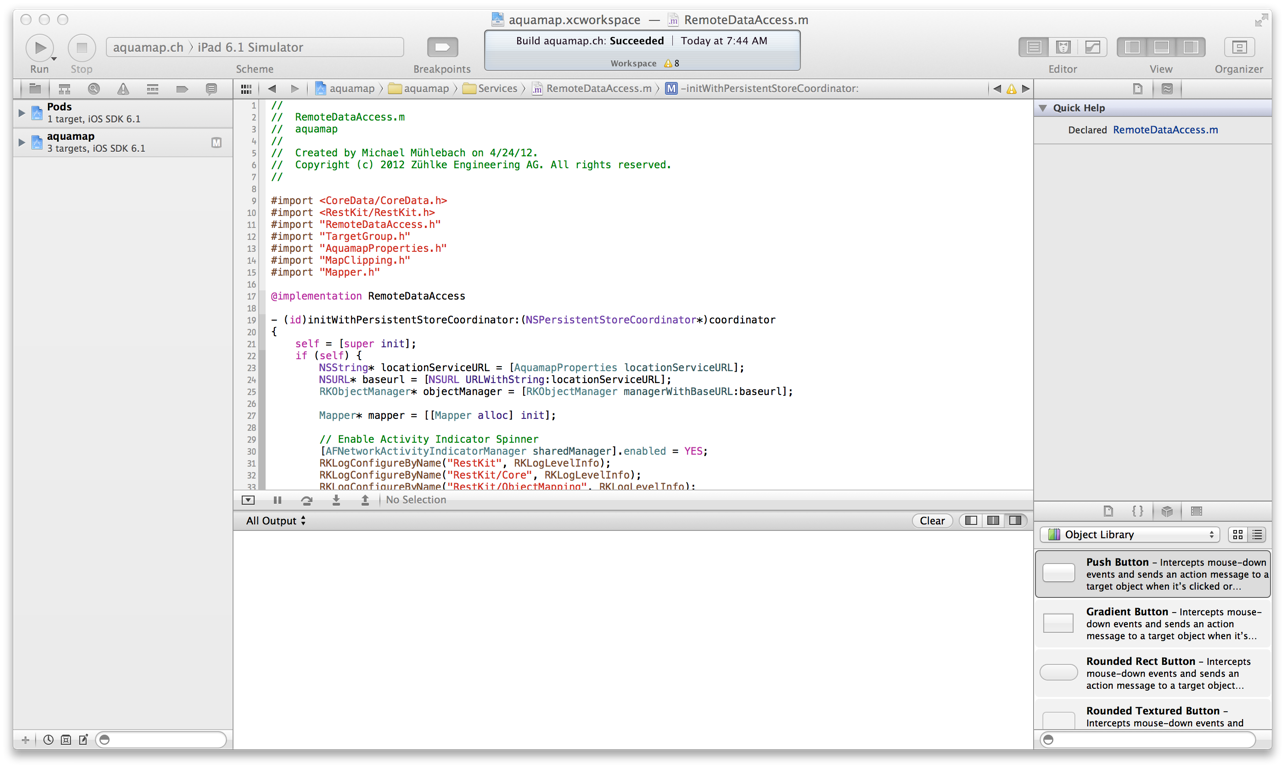 aquamap.xcworkspace — RemoteDataAccess.m
Run
Stop
aquamap.ch 〉 iPad 6.1 Simulator
Scheme
Breakpoints
Build aquamap.ch: Succeeded | Today at 7:44 AM
Workspace 8
Editor
View
Organizer
aquamap 〉 aquamap 〉 Services 〉 RemoteDataAccess.m 〉 M -initWithPersistentStoreCoordinator:
Pods
1 target, iOS SDK 6.1
aquamap
3 targets, iOS SDK 6.1
M
1 //
2 //  RemoteDataAccess.m
3 //  aquamap
4 //
5 //  Created by Michael Mühlebach on 4/24/12.
6 //  Copyright (c) 2012 Zühlke Engineering AG. All rights reserved.
7 //
8
9 #import <CoreData/CoreData.h>
10 #import <RestKit/RestKit.h>
11 #import "RemoteDataAccess.h"
12 #import "TargetGroup.h"
13 #import "AquamapProperties.h"
14 #import "MapClipping.h"
15 #import "Mapper.h"
16
17 @implementation RemoteDataAccess
18
19 - (id)initWithPersistentStoreCoordinator:(NSPersistentStoreCoordinator*)coordinator
20 {
21     self = [super init];
22     if (self) {
23         NSString* locationServiceURL = [AquamapProperties locationServiceURL];
24         NSURL* baseurl = [NSURL URLWithString:locationServiceURL];
25         RKObjectManager* objectManager = [RKObjectManager managerWithBaseURL:baseurl];
26
27         Mapper* mapper = [[Mapper alloc] init];
28
29         // Enable Activity Indicator Spinner
30         [AFNetworkActivityIndicatorManager sharedManager].enabled = YES;
31         RKLogConfigureByName("RestKit", RKLogLevelInfo);
32         RKLogConfigureByName("RestKit/Core", RKLogLevelInfo);
33         RKLogConfigureByName("RestKit/ObjectMapping", RKLogLevelInfo);
No Selection
All Output
Clear
Quick Help
Declared RemoteDataAccess.m
{ }
Object Library
Push Button – Intercepts mouse-down
events and sends an action message to a
target object when it's clicked or...
Gradient Button – Intercepts mouse-
down events and sends an action
message to a target object when it's...
Rounded Rect Button – Intercepts
mouse-down events and sends an
action message to a target object...
Rounded Textured Button –
Intercepts mouse-down events and